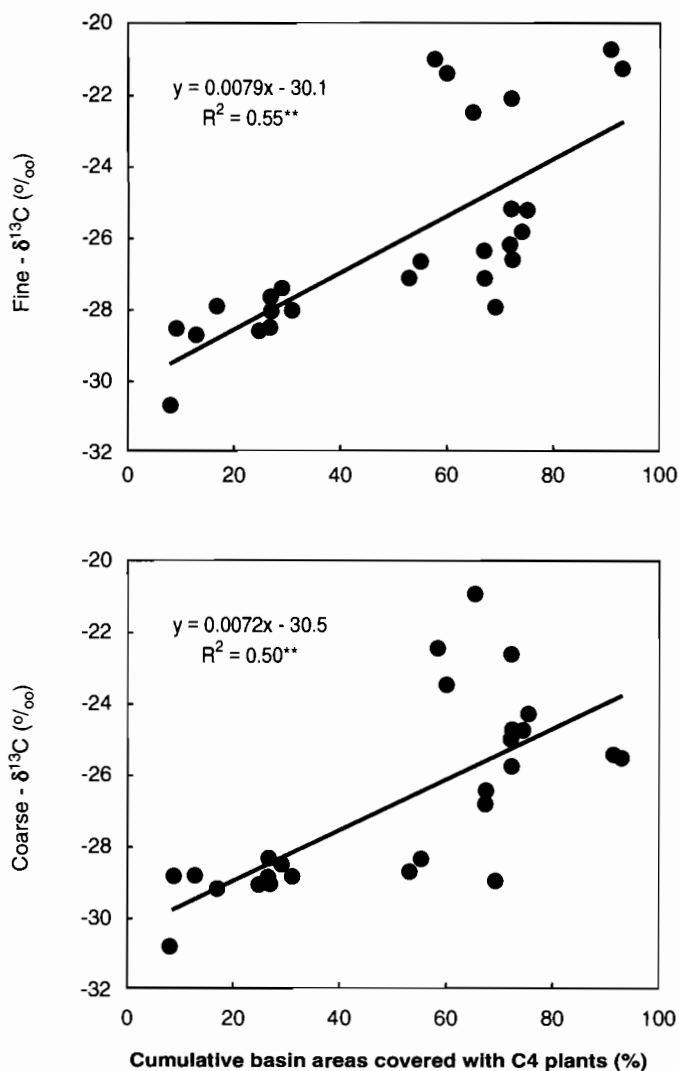 -20
y = 0.0079x - 30.1
R² = 0.55**
-22
-24
Fine - δ¹³C (º/ₒₒ)
-26
-28
-30
-32
0 20 40 60 80 100
-20
y = 0.0072x - 30.5
R² = 0.50**
-22
-24
Coarse - δ¹³C (º/ₒₒ)
-26
-28
-30
-32
0 20 40 60 80 100
Cumulative basin areas covered with C4 plants (%)